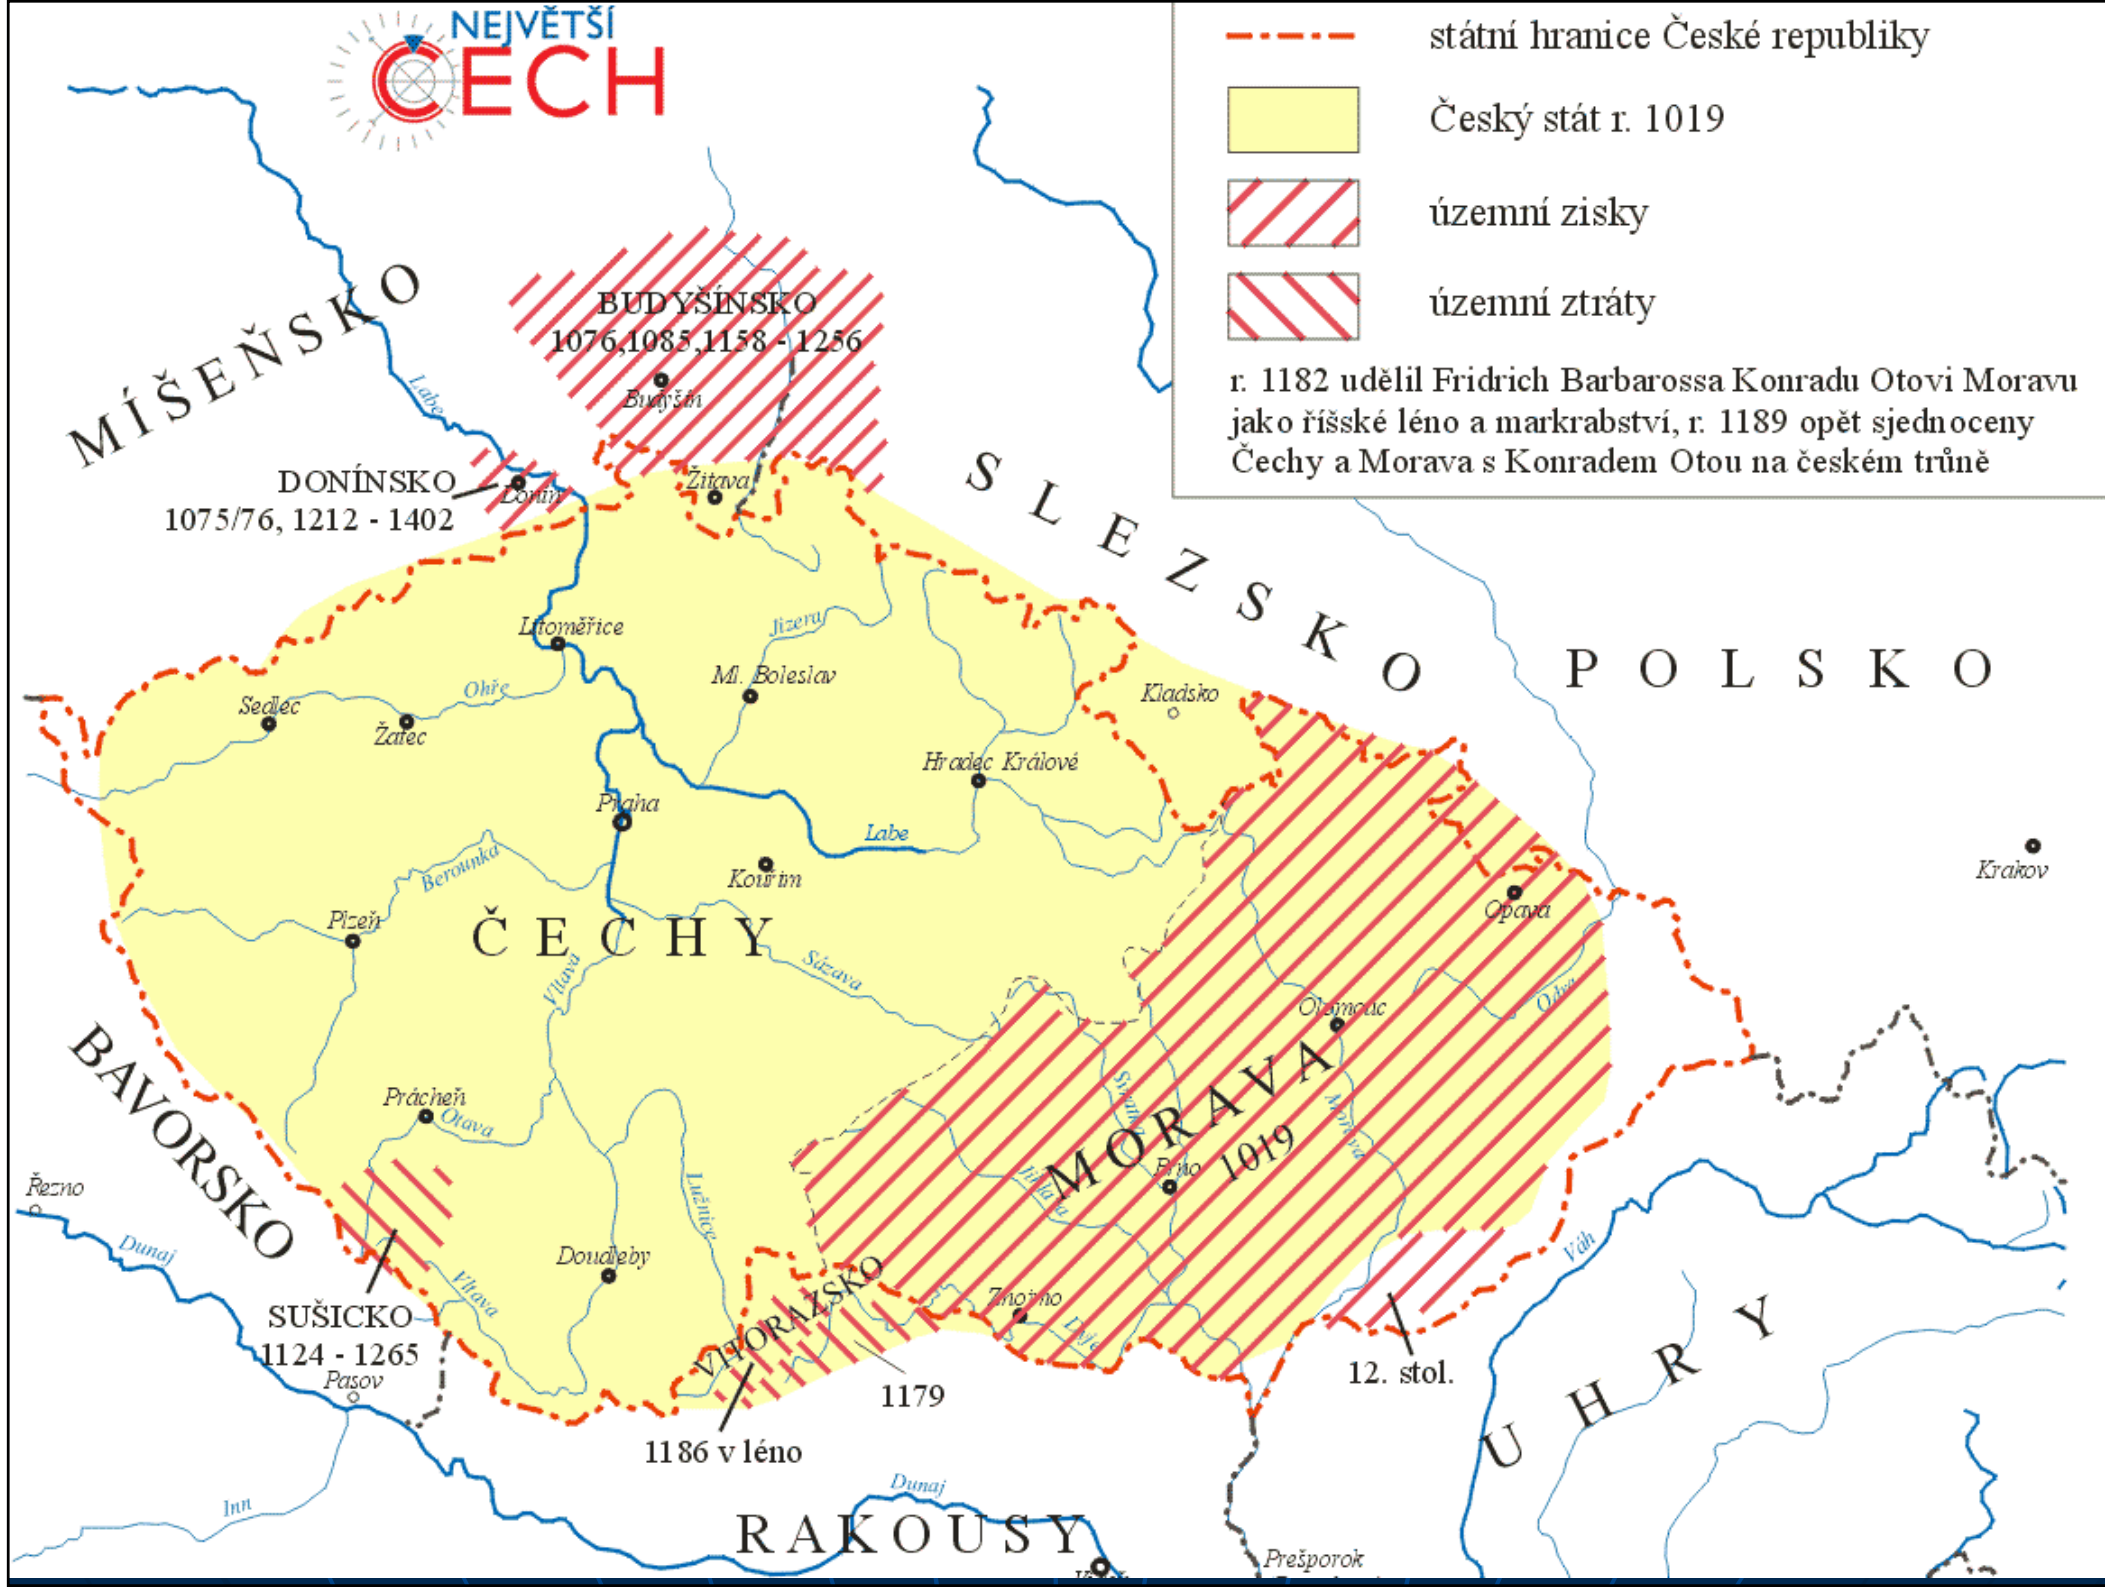 NEJVĚTŠÍ
ČECH
státní hranice České republiky
Český stát r. 1019
územní zisky
územní ztráty
r. 1182 udělil Fridrich Barbarossa Konradu Otovi Moravu
jako říšské léno a markrabství, r. 1189 opět sjednoceny
Čechy a Morava s Konradem Otou na českém trůně
MÍŠEŇSKO
BUDYŠÍNSKO
1076,1085,1158 - 1256
Budyšín
Labe
DONÍNSKO
1075/76, 1212 - 1402
Donín
Žitava
SLEZSKO
POLSKO
Litoměřice
Jizera
Ml. Boleslav
Ohře
Sedlec
Žatec
Kladsko
Hradec Králové
Praha
Labe
Kouřim
Berounka
Krakov
Opava
Plzeň
ČECHY
Vltava
Sázava
Odra
Olomouc
BAVORSKO
MORAVA
1019
Prácheň
Otava
Svratka
Morava
Brno
Jihlava
Řezno
Dunaj
Lužnice
Doudleby
Vltava
Váh
SUŠICKO
1124 - 1265
Pasov
VITORAZSKO
Znojmo
Dyje
1179
12. stol.
UHRY
1186 v léno
Inn
Dunaj
RAKOUSY
Prešporok